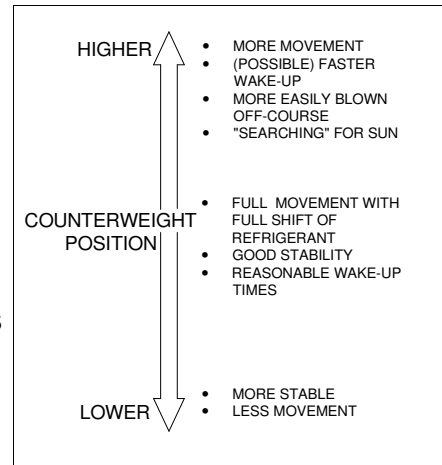 HIGHER
• MORE MOVEMENT
• (POSSIBLE) FASTER
WAKE-UP
• MORE EASILY BLOWN
OFF-COURSE
• "SEARCHING" FOR SUN
COUNTERWEIGHT
POSITION
• FULL MOVEMENT WITH
FULL SHIFT OF
REFRIGERANT
• GOOD STABILITY
• REASONABLE WAKE-UP
TIMES
LOWER
• MORE STABLE
• LESS MOVEMENT